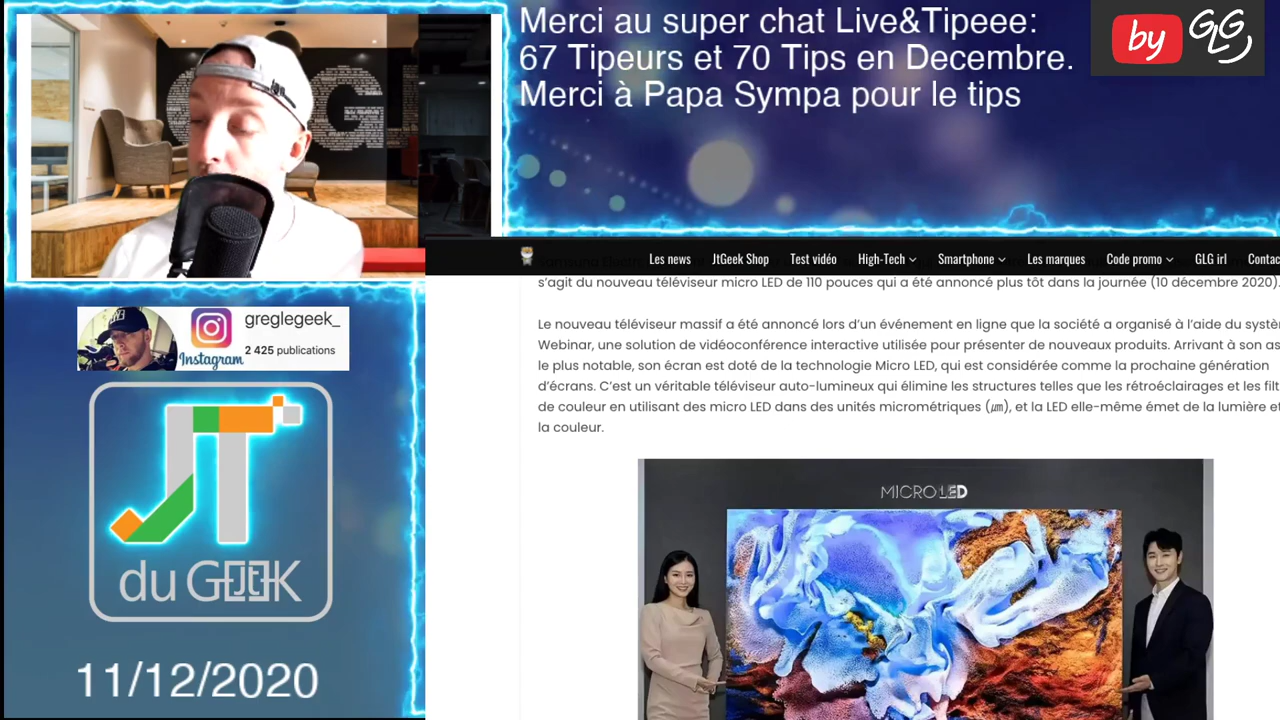 Merci au super chat Live&Tipeee:
67 Tipeurs et 70 Tips en Decembre.
Merci à Papa Sympa pour le tips
by GLG
Les news JtGeek Shop Test vidéo High-Tech Smartphone Les marques Code promo GLG irl Contac
s'agit du nouveau téléviseur micro LED de 110 pouces qui a été annoncé plus tôt dans la journée (10 décembre 2020).
Le nouveau téléviseur massif a été annoncé lors d'un événement en ligne que la société a organisé à l'aide du systè
Webinar, une solution de vidéoconférence interactive utilisée pour présenter de nouveaux produits. Arrivant à son as
le plus notable, son écran est doté de la technologie Micro LED, qui est considérée comme la prochaine génération
d'écrans. C'est un véritable téléviseur auto-lumineux qui élimine les structures telles que les rétroéclairages et les filt
de couleur en utilisant des micro LED dans des unités micrométriques (㎛), et la LED elle-même émet de la lumière et
la couleur.
MICRO LED
greglegeek_
Instagram
2 425 publications
JT
du GEEK
11/12/2020